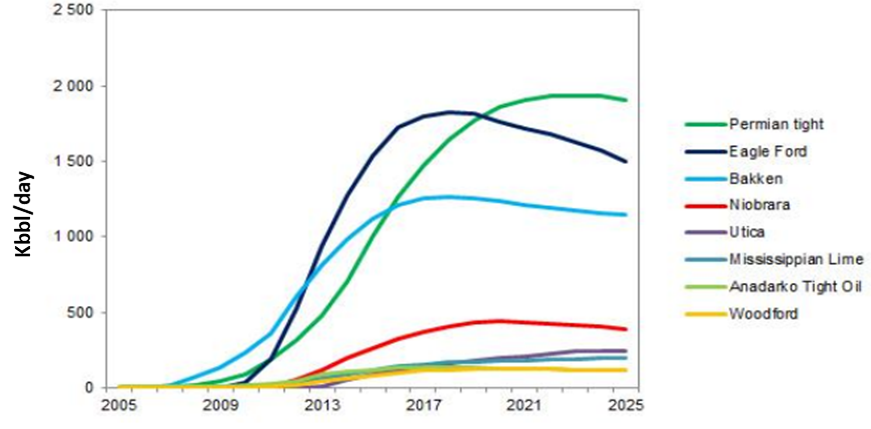 2 500
2 000
1 500
1 000
500
0
Kbbl/day
2005 2009 2013 2017 2021 2025
Permian tight
Eagle Ford
Bakken
Niobrara
Utica
Mississippian Lime
Anadarko Tight Oil
Woodford